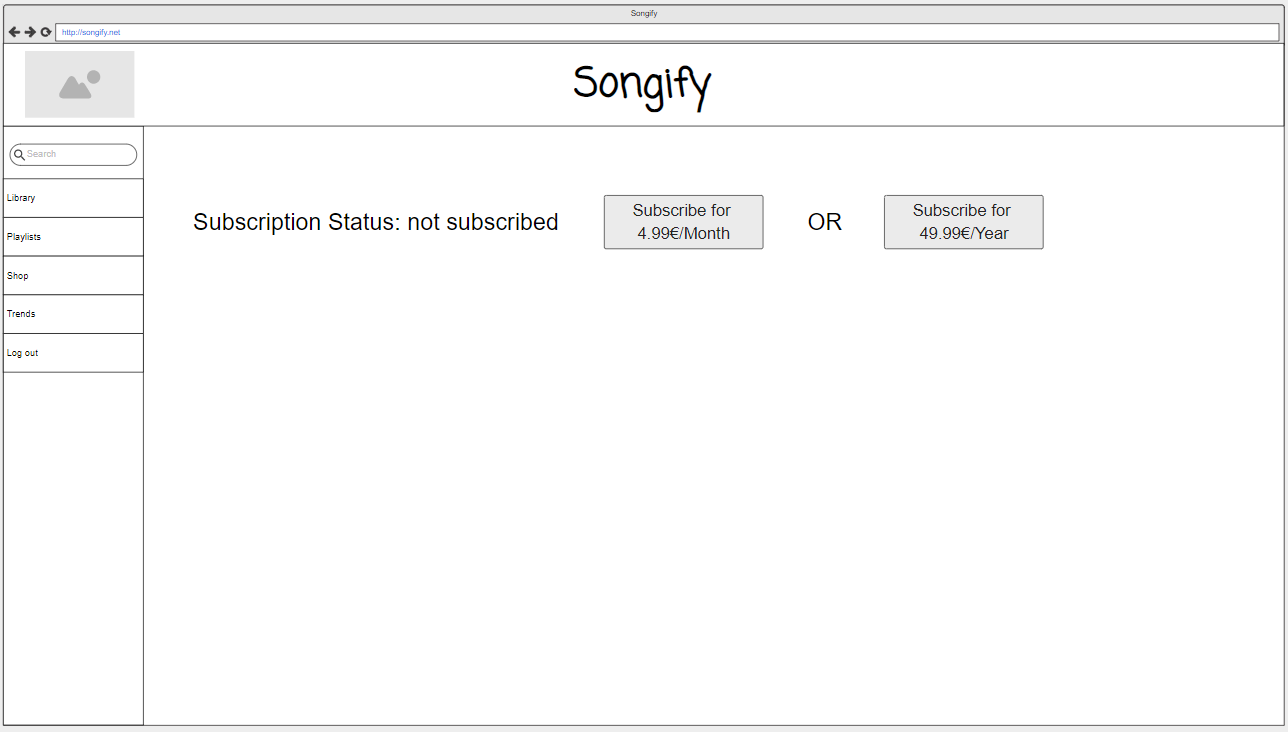 Songify
http://songify.net
Songify
Search
Library
Playlists
Shop
Trends
Log out
Subscription Status: not subscribed
Subscribe for
4.99€/Month
OR
Subscribe for
49.99€/Year